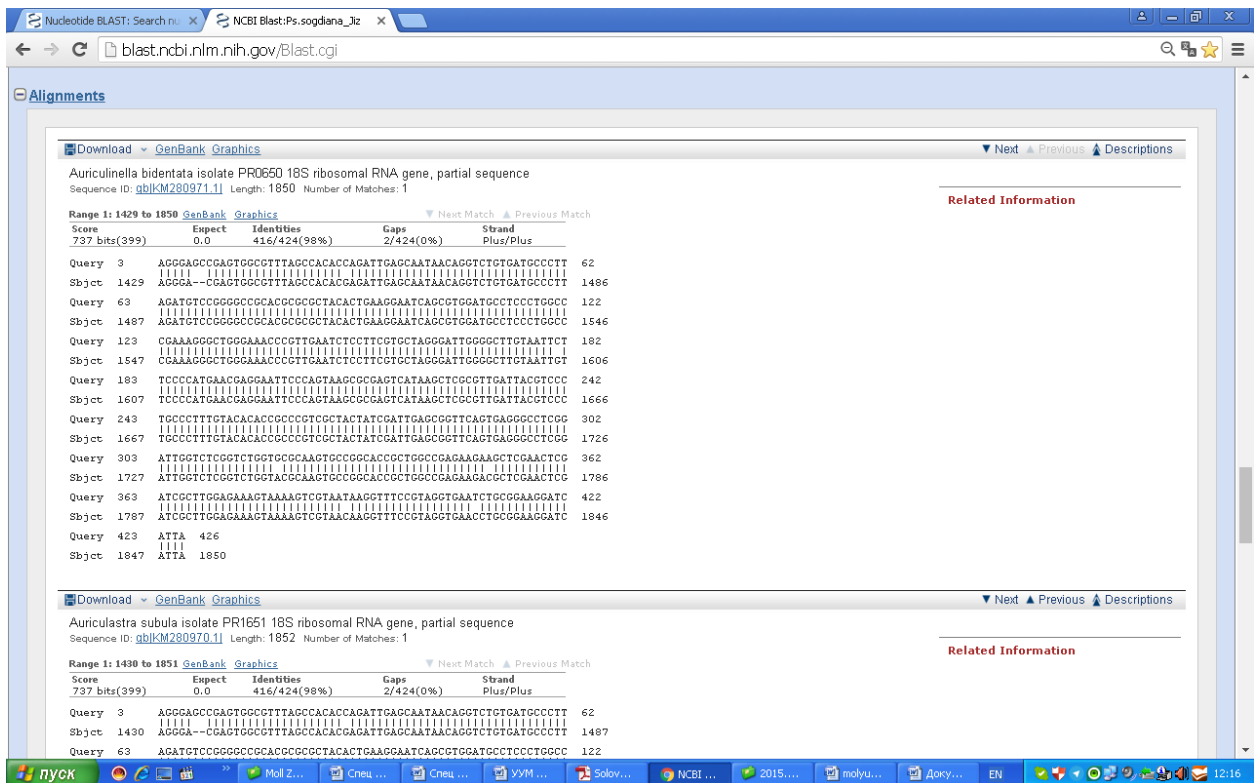 Nucleotide BLAST: Search nu
NCBI Blast:Ps.sogdiana_Jiz
blast.ncbi.nlm.nih.gov/Blast.cgi
Alignments
Download GenBank Graphics Next Previous Descriptions
Auriculinella bidentata isolate PR0650 18S ribosomal RNA gene, partial sequence
Sequence ID: gb|KM280971.1| Length: 1850 Number of Matches: 1
Related Information
Range 1: 1429 to 1850 GenBank Graphics Next Match Previous Match
Score Expect Identities Gaps Strand
737 bits(399) 0.0 416/424(98%) 2/424(0%) Plus/Plus
Query 3 AGGGAGCCGAGTGGCGTTTAGCCACACCAGATTGAGCAATAACAGGTCTGTGATGCCCTT 62
Sbjct 1429 AGGGA--CGAGTGGCGTTTAGCCACACGAGATTGAGCAATAACAGGTCTGTGATGCCCTT 1486
Query 63 AGATGTCCGGGGCCGCACGCGCGCTACACTGAAGGAATCAGCGTGGATGCCTCCCTGGCC 122
Sbjct 1487 AGATGTCCGGGGCCGCACGCGCGCTACACTGAAGGAATCAGCGTGGATGCCTCCCTGGCC 1546
Query 123 CGAAAGGGCTGGGAAACCCGTTGAATCTCCTTCGTGCTAGGGATTGGGGCTTGTAATTCT 182
Sbjct 1547 CGAAAGGGCTGGGAAACCCGTTGAATCTCCTTCGTGCTAGGGATTGGGGCTTGTAATTGT 1606
Query 183 TCCCCATGAACGAGGAATTCCCAGTAAGCGCGAGTCATAAGCTCGCGTTGATTACGTCCC 242
Sbjct 1607 TCCCCATGAACGAGGAATTCCCAGTAAGCGCGAGTCATAAGCTCGCGTTGATTACGTCCC 1666
Query 243 TGCCCTTTGTACACACCGCCCGTCGCTACTATCGATTGAGCGGTTCAGTGAGGGCCTCGG 302
Sbjct 1667 TGCCCTTTGTACACACCGCCCGTCGCTACTATCGATTGAGCGGTTCAGTGAGGGCCTCGG 1726
Query 303 ATTGGTCTCGGTCTGGTGCGCAAGTGCCGGCACCGCTGGCCGAGAAGAAGCTCGAACTCG 362
Sbjct 1727 ATTGGTCTCGGTCTGGTACGCAAGTGCCGGCACCGCTGGCCGAGAAGACGCTCGAACTCG 1786
Query 363 ATCGCTTGGAGAAAGTAAAAGTCGTAATAAGGTTTCCGTAGGTGAATCTGCGGAAGGATC 422
Sbjct 1787 ATCGCTTGGAGAAAGTAAAAGTCGTAACAAGGTTTCCGTAGGTGAACCTGCGGAAGGATC 1846
Query 423 ATTA 426
Sbjct 1847 ATTA 1850
Download GenBank Graphics Next Previous Descriptions
Auriculastra subula isolate PR1651 18S ribosomal RNA gene, partial sequence
Sequence ID: gb|KM280970.1| Length: 1852 Number of Matches: 1
Related Information
Range 1: 1430 to 1851 GenBank Graphics Next Match Previous Match
Score Expect Identities Gaps Strand
737 bits(399) 0.0 416/424(98%) 2/424(0%) Plus/Plus
Query 3 AGGGAGCCGAGTGGCGTTTAGCCACACCAGATTGAGCAATAACAGGTCTGTGATGCCCTT 62
Sbjct 1430 AGGGA--CGAGTGGCGTTTAGCCACACGAGATTGAGCAATAACAGGTCTGTGATGCCCTT 1487
Query 63 AGATGTCCGGGGCCGCACGCGCGCTACACTGAAGGAATCAGCGTGGATGCCTCCCTGGCC 122
пуск Moll Z... Спец ... Спец ... УУМ ... Solov... NCBI ... 2015.... molyu... Доку... EN 12:16